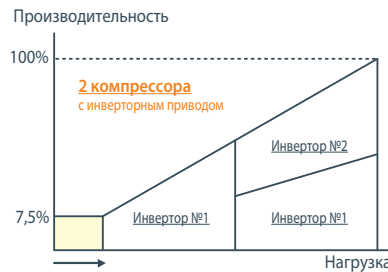 Производительность
100%
2 компрессора
с инверторным приводом
Инвертор №2
7,5%
Инвертор №1
Инвертор №1
Нагрузка